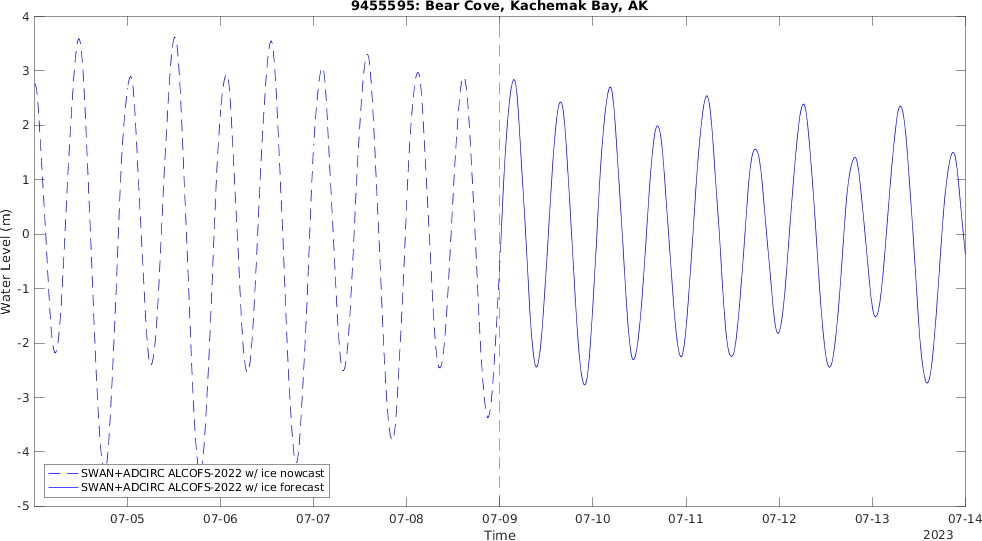 9455595: Bear Cove, Kachemak Bay, AK
4
3
2
1
0
-1
-2
-3
-4
-5
Water Level (m)
SWAN+ADCIRC ALCOFS-2022 w/ ice nowcast
SWAN+ADCIRC ALCOFS-2022 w/ ice forecast
07-05 07-06 07-07 07-08 07-09 07-10 07-11 07-12 07-13 07-14
Time
2023